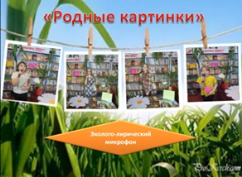 «Родные картинки»
Эколого-лирический
микрофон